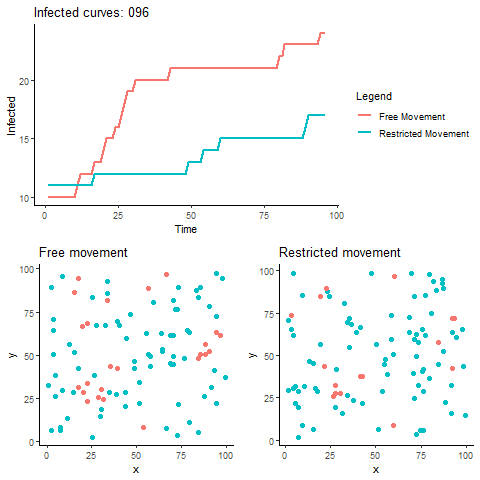 Infected curves: 096
Infected
20
15
10
0
25
50
75
100
Time
Legend
Free Movement
Restricted Movement
Free movement
y
100
75
50
25
0
0
25
50
75
100
x
Restricted movement
y
100
75
50
25
0
0
25
50
75
100
x